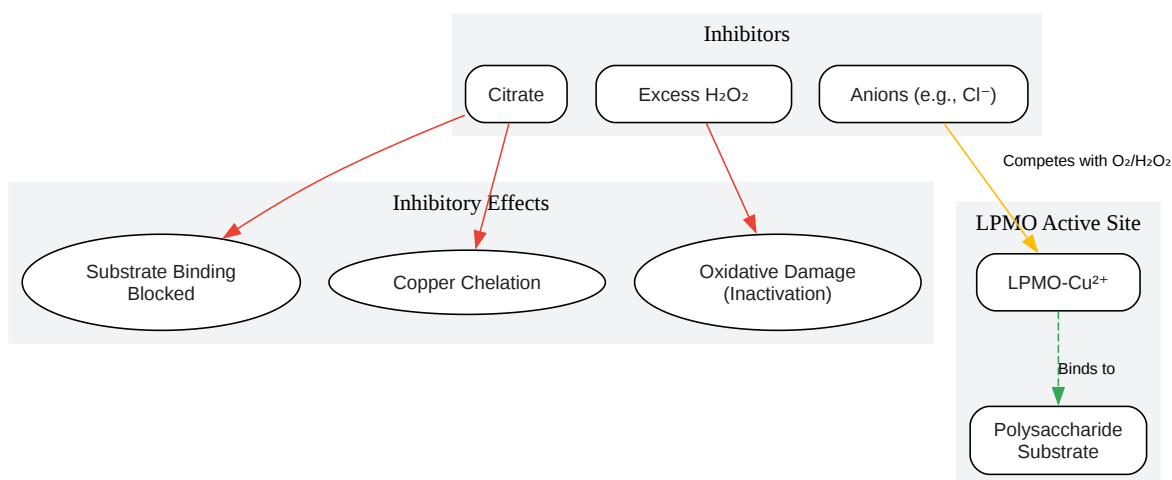 Inhibitors
Citrate
Excess H₂O₂
Anions (e.g., Cl⁻)
Competes with O₂/H₂O₂
Inhibitory Effects
LPMO Active Site
Substrate Binding
Blocked
Copper Chelation
Oxidative Damage
(Inactivation)
LPMO-Cu²⁺
Binds to
Polysaccharide
Substrate